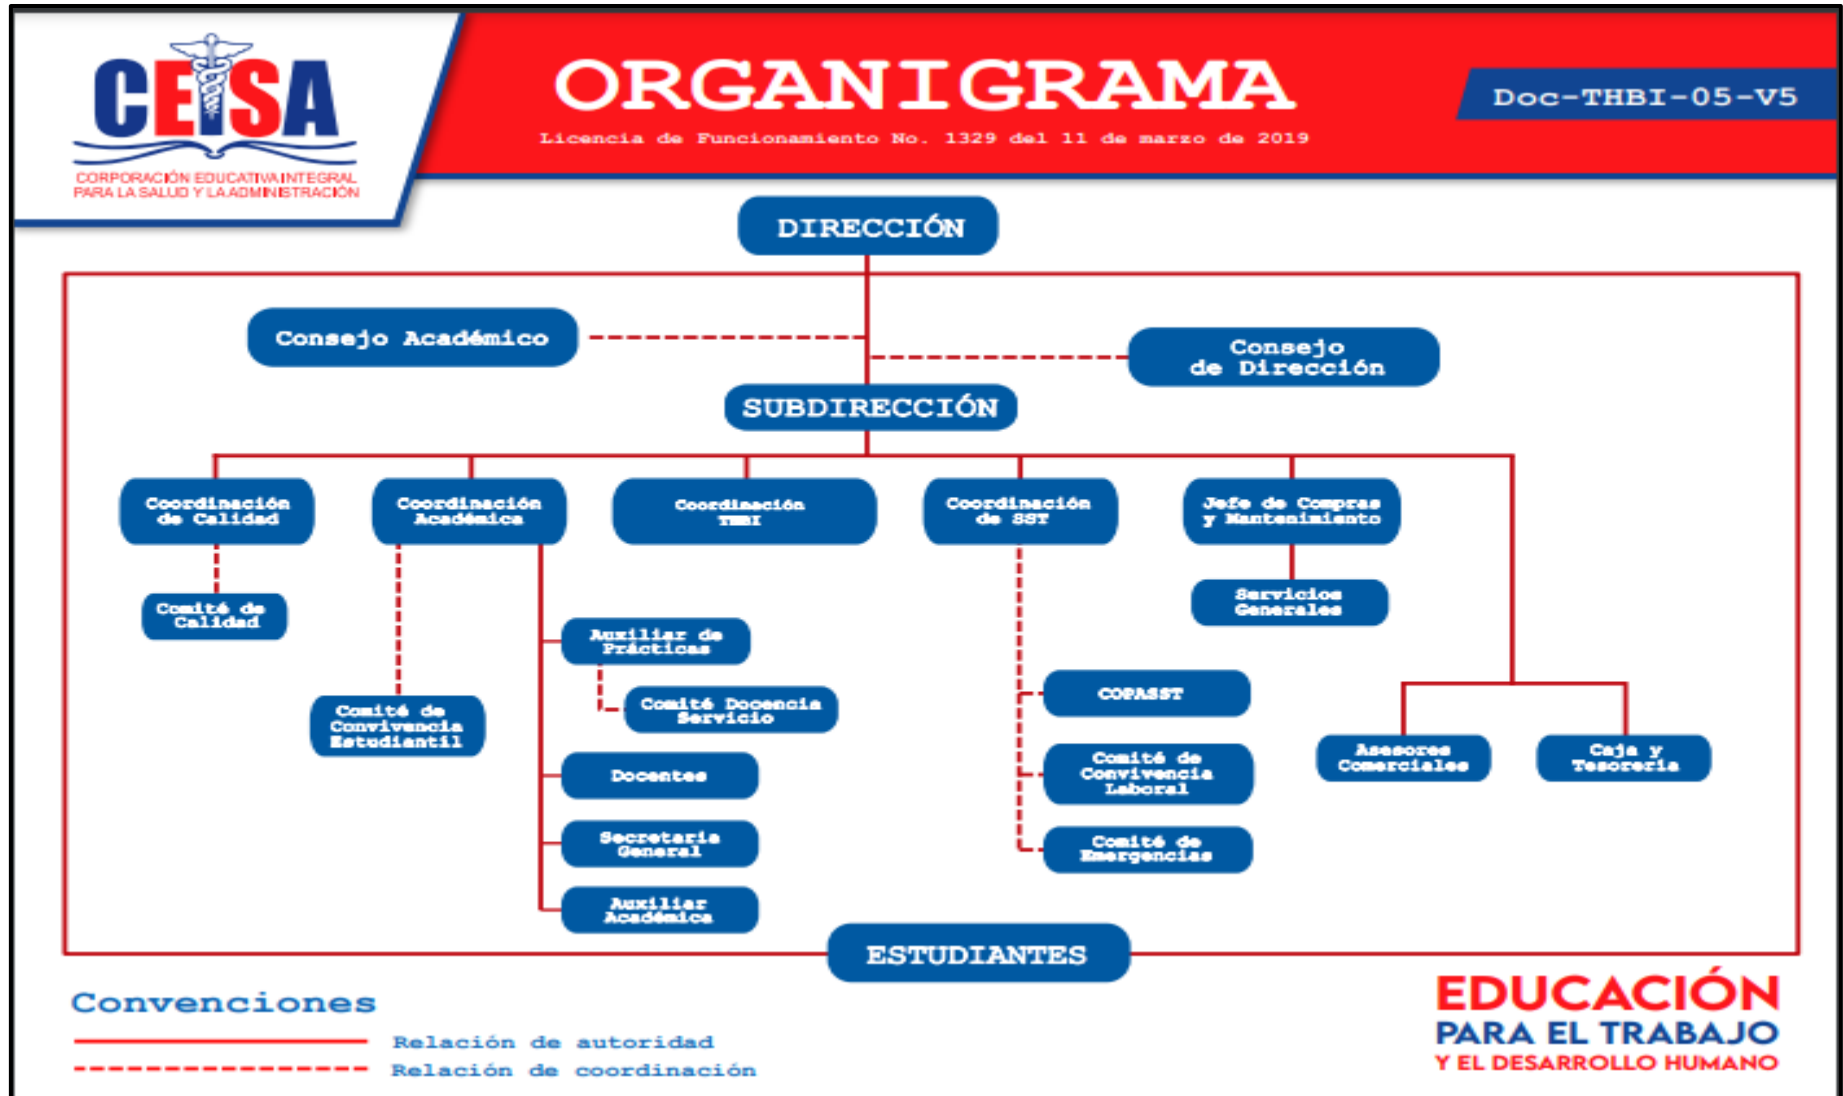 CEISA
CORPORACIÓN EDUCATIVA INTEGRAL
PARA LA SALUD Y LA ADMINISTRACIÓN
ORGANIGRAMA
Licencia de Funcionamiento No. 1329 del 11 de marzo de 2019
Doc-THBI-05-V5
DIRECCIÓN
Consejo Académico
Consejo
de Dirección
SUBDIRECCIÓN
Coordinación
de Calidad
Coordinación
Académica
Coordinación
THBI
Coordinación
de SST
Jefe de Compras
y Mantenimiento
Comité de
Calidad
Servicios
Generales
Auxiliar de
Prácticas
Comité Docencia
Servicio
Comité de
Convivencia
Estudiantil
COPASST
Docentes
Comité de
Convivencia
Laboral
Asesores
Comerciales
Caja y
Tesorería
Secretaria
General
Comité de
Emergencias
Auxiliar
Académica
ESTUDIANTES
Convenciones
Relación de autoridad
Relación de coordinación
EDUCACIÓN
PARA EL TRABAJO
Y EL DESARROLLO HUMANO